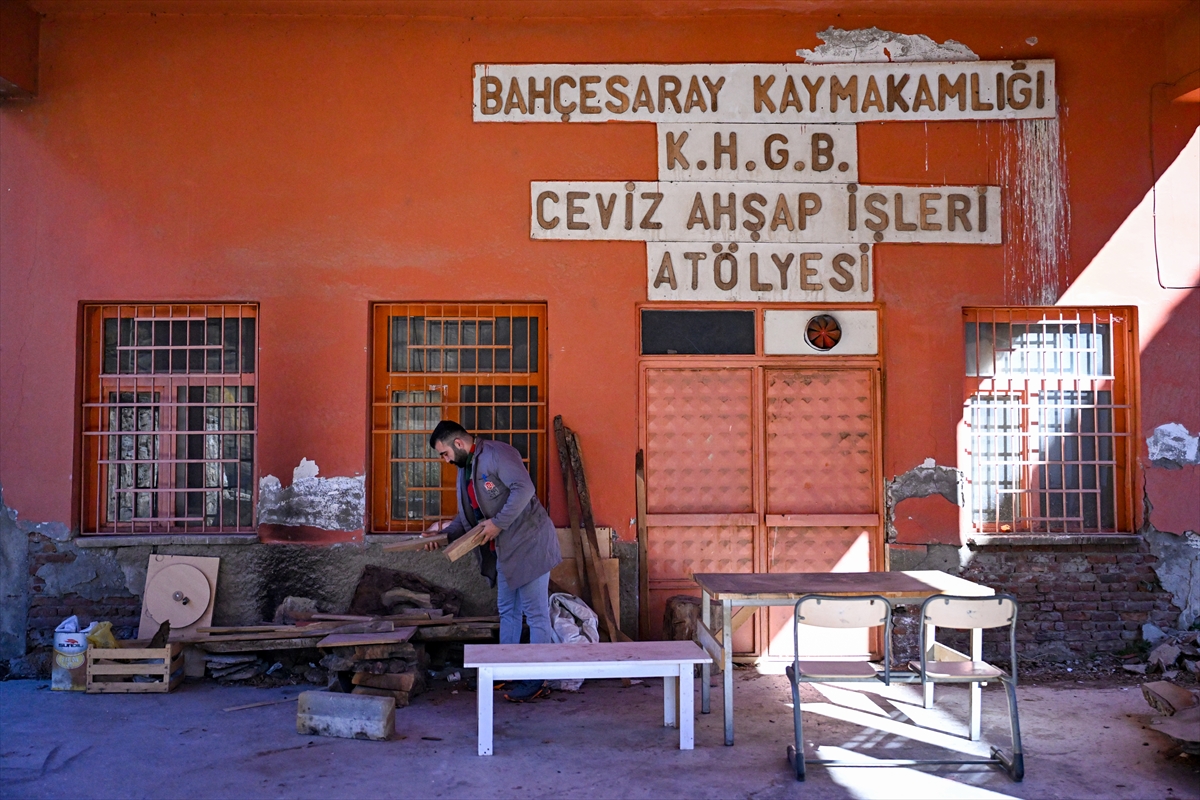 BAHÇESARAY KAYMAKAMLIĞI
K.H.G.B.
CEVİZ AHŞAP İŞLERİ
ATÖLYESİ